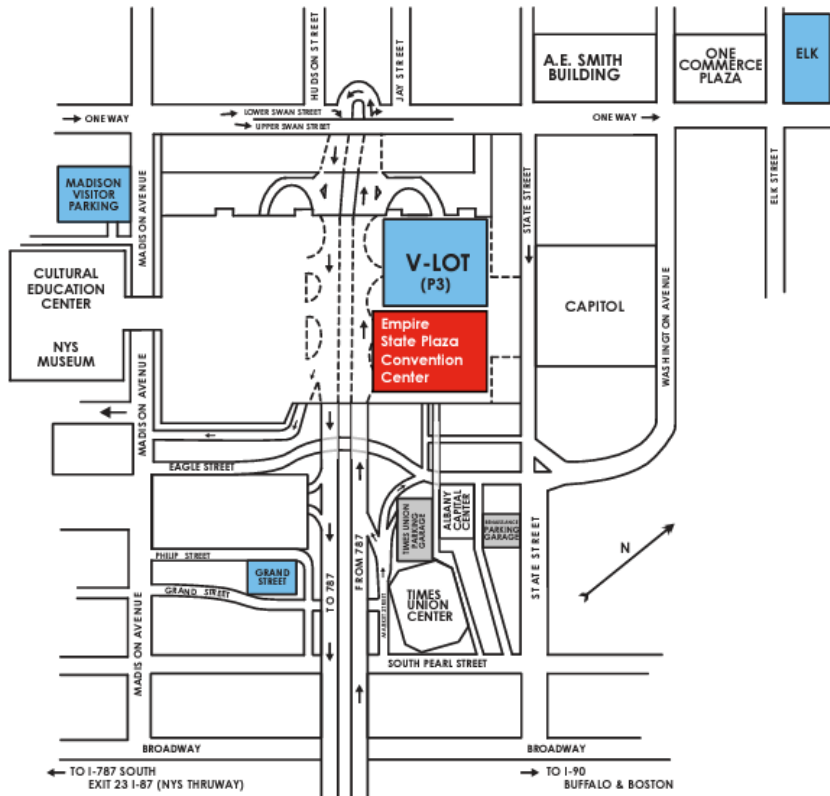 HUDSON STREET
JAY STREET
A.E. SMITH
BUILDING
ONE
COMMERCE
PLAZA
ELK
LOWER SWAN STREET
ONE WAY
UPPER SWAN STREET
ONE WAY
MADISON
VISITOR
PARKING
MADISON AVENUE
STATE STREET
ELK STREET
V-LOT
(P3)
CULTURAL
EDUCATION
CENTER
NYS
MUSEUM
CAPITOL
WASHINGTON AVENUE
Empire
State Plaza
Convention
Center
MADISON AVENUE
EAGLE STREET
TIMES UNION
PARKING
GARAGE
ALBANY
CAPITAL
CENTER
RENAISSANCE
PARKING
GARAGE
N
PHILIP STREET
GRAND
STREET
GRAND STREET
TO 787
FROM 787
MARKET STREET
TIMES
UNION
CENTER
STATE STREET
MADISON AVENUE
SOUTH PEARL STREET
BROADWAY
BROADWAY
TO I-787 SOUTH
EXIT 23 I-87 (NYS THRUWAY)
TO I-90
BUFFALO & BOSTON